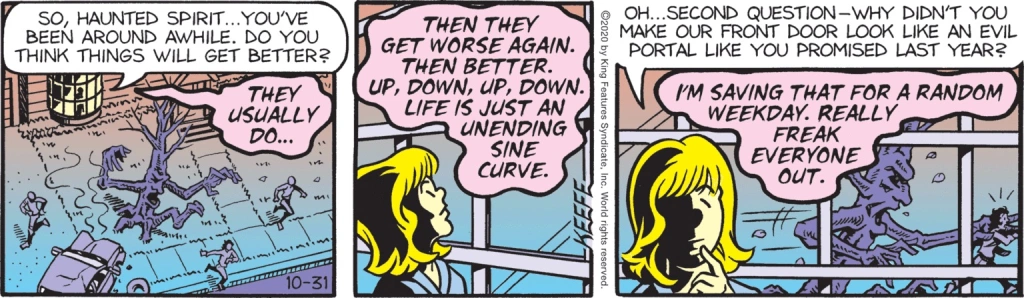 SO, HAUNTED SPIRIT...YOU'VE
BEEN AROUND AWHILE. DO YOU
THINK THINGS WILL GET BETTER?
THEY
USUALLY
DO...
10-31
THEN THEY
GET WORSE AGAIN.
THEN BETTER.
UP, DOWN, UP, DOWN.
LIFE IS JUST AN
UNENDING
SINE
CURVE.
©2020 by King Features Syndicate, Inc. World rights reserved.
OH...SECOND QUESTION—WHY DIDN'T YOU
MAKE OUR FRONT DOOR LOOK LIKE AN EVIL
PORTAL LIKE YOU PROMISED LAST YEAR?
I'M SAVING THAT FOR A RANDOM
WEEKDAY. REALLY
FREAK
EVERYONE
OUT.